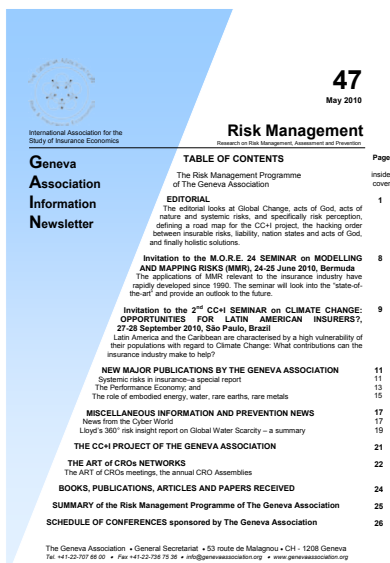 47
May 2010
International Association for the
Study of Insurance Economics
Risk Management
Research on Risk Management, Assessment and Prevention
Geneva
Association
Information
Newsletter
TABLE OF CONTENTS Page
The Risk Management Programme inside
of The Geneva Association cover
EDITORIAL 1
The editorial looks at Global Change, acts of God, acts of
nature and systemic risks, and specifically risk perception,
defining a road map for the CC+I project, the hacking order
between insurable risks, liability, nation states and acts of God,
and finally holistic solutions.
Invitation to the M.O.R.E. 24 SEMINAR on MODELLING 8
AND MAPPING RISKS (MMR), 24-25 June 2010, Bermuda
The applications of MMR relevant to the insurance industry have
rapidly developed since 1990. The seminar will look into the "state-of-
the-art" and provide an outlook to the future.
Invitation to the 2nd CC+I SEMINAR on CLIMATE CHANGE: 9
OPPORTUNITIES FOR LATIN AMERICAN INSURERS?,
27-28 September 2010, São Paulo, Brazil
Latin America and the Caribbean are characterised by a high vulnerability of
their populations with regard to Climate Change: What contributions can the
insurance industry make to help?
NEW MAJOR PUBLICATIONS BY THE GENEVA ASSOCIATION 11
Systemic risks in insurance–a special report 11
The Performance Economy; and 13
The role of embodied energy, water, rare earths, rare metals 15
MISCELLANEOUS INFORMATION AND PREVENTION NEWS 17
News from the Cyber World 17
Lloyd's 360° risk insight report on Global Water Scarcity – a summary 19
THE CC+I PROJECT OF THE GENEVA ASSOCIATION 21
THE ART of CROs NETWORKS 22
The ART of CROs meetings, the annual CRO Assemblies
BOOKS, PUBLICATIONS, ARTICLES AND PAPERS RECEIVED 24
SUMMARY of the Risk Management Programme of The Geneva Association 25
SCHEDULE OF CONFERENCES sponsored by The Geneva Association 26
The Geneva Association • General Secretariat • 53 route de Malagnou • CH - 1208 Geneva
Tel. +41-22-707 66 00 • Fax +41-22-736 75 36 • info@genevaassociation.org • www.genevaassociation.org